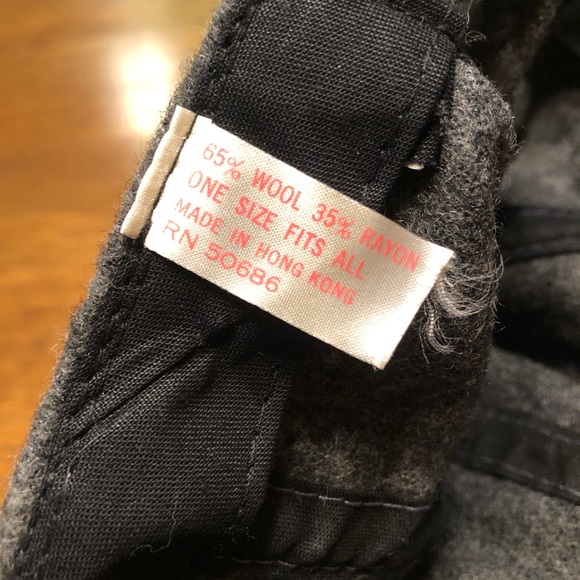 65% WOOL 35% RAYON
ONE SIZE FITS ALL
MADE IN HONG KONG
RN 50686